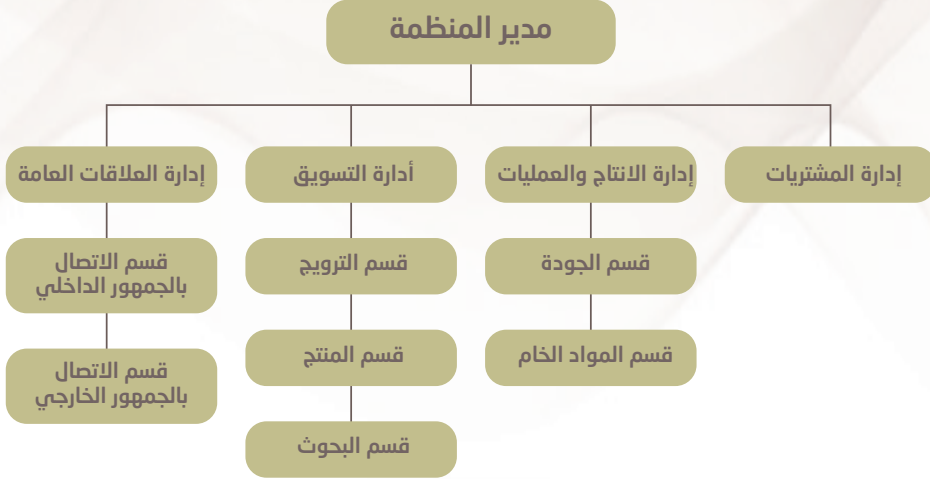 مدير المنظمة
إدارة المشتريات
إدارة الانتاج والعمليات
أدارة التسويق
إدارة العلاقات العامة
قسم الجودة
قسم الترويج
قسم الاتصال
بالجمهور الداخلي
قسم المواد الخام
قسم المنتج
قسم الاتصال
بالجمهور الخارجي
قسم البحوث